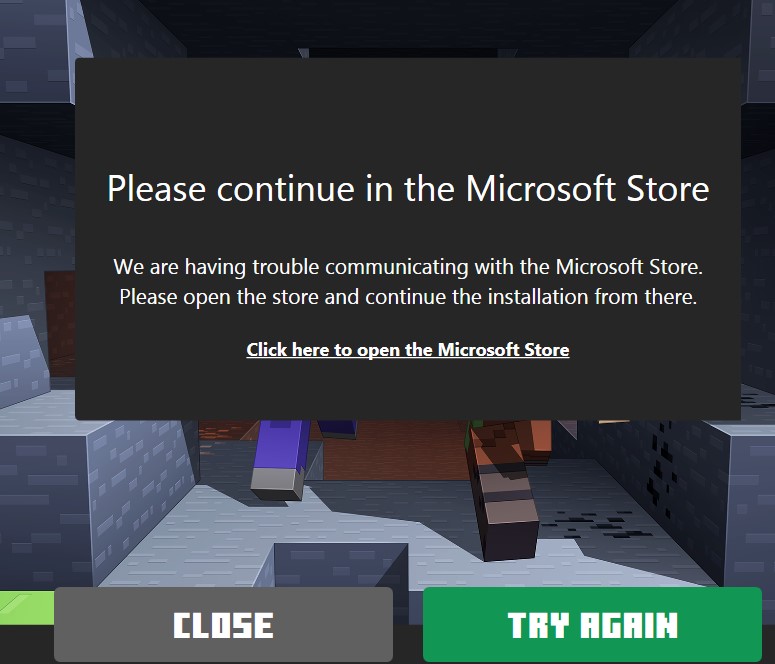 Please continue in the Microsoft Store
We are having trouble communicating with the Microsoft Store.
Please open the store and continue the installation from there.
Click here to open the Microsoft Store
CLOSE
TRY AGAIN